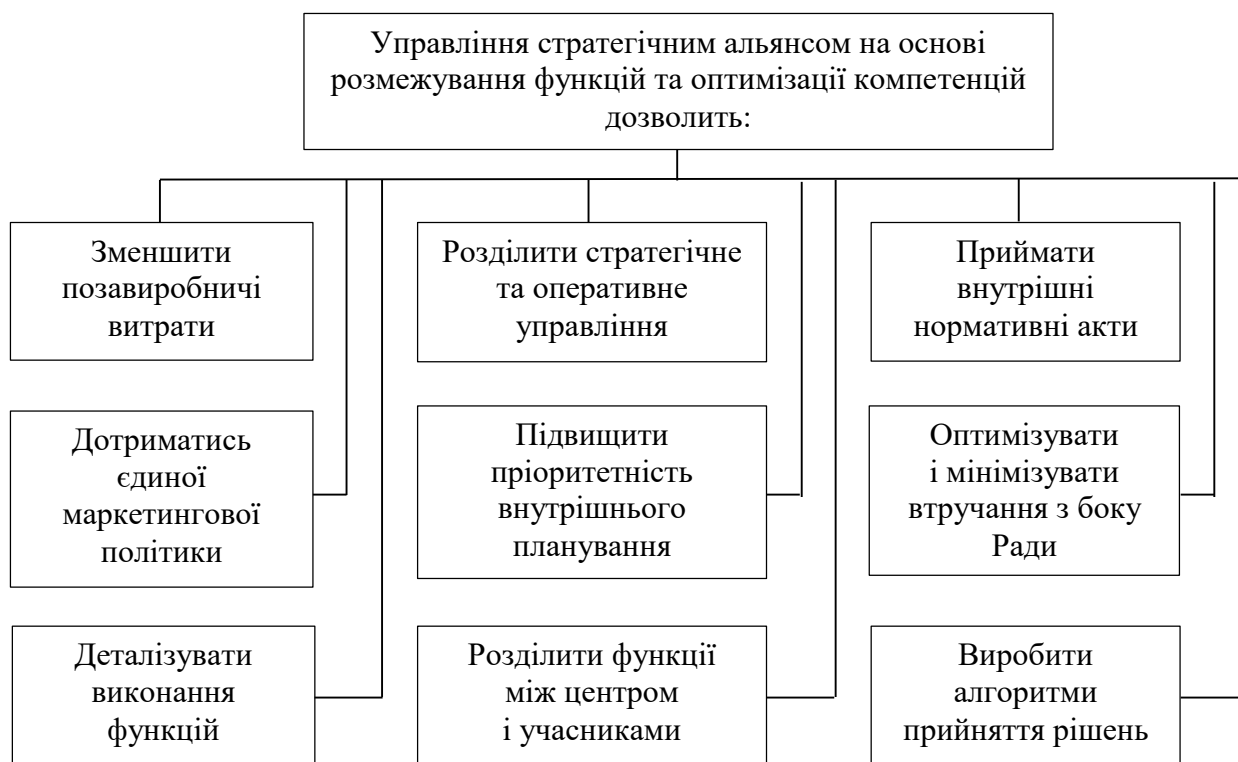 Управління стратегічним альянсом на основі
розмежування функцій та оптимізації компетенцій
дозволить:
Зменшити
позавиробничі
витрати
Розділити стратегічне
та оперативне
управління
Приймати
внутрішні
нормативні акти
Дотриматись
єдиної
маркетингової
політики
Підвищити
пріоритетність
внутрішнього
планування
Оптимізувати
і мінімізувати
втручання з боку
Ради
Деталізувати
виконання
функцій
Розділити функції
між центром
і учасниками
Виробити
алгоритми
прийняття рішень